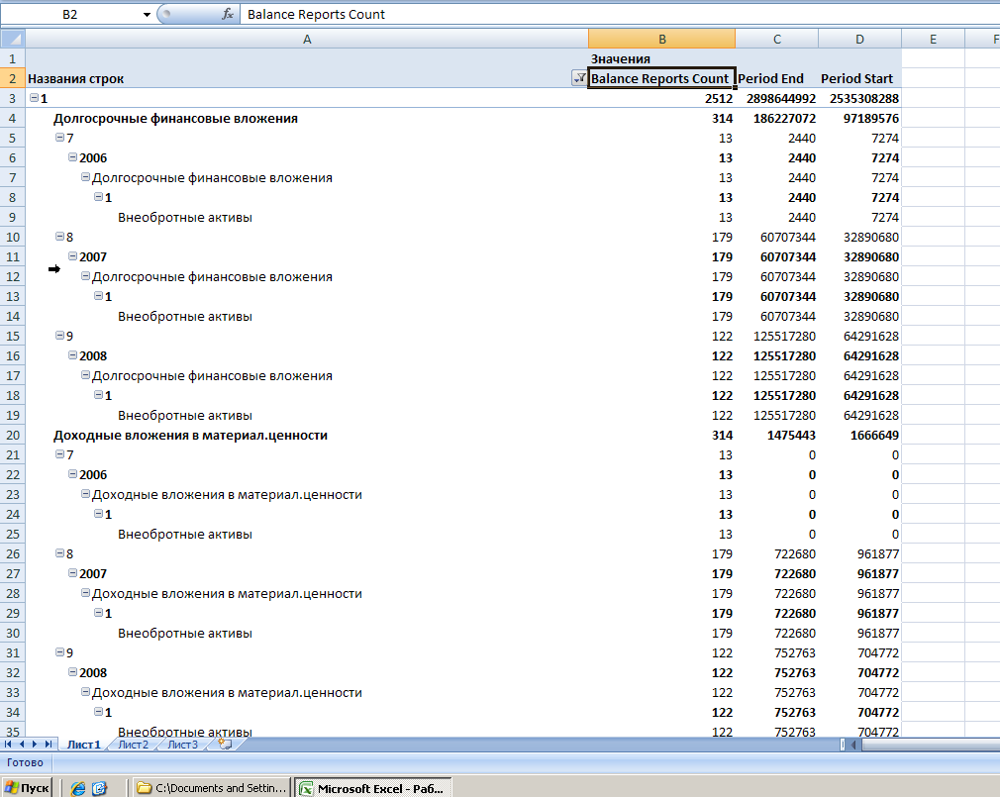 B2 fx Balance Reports Count
A B C D E F
1 Значения
2 Названия строк Balance Reports Count Period End Period Start
3 1 2512 2898644992 2535308288
4 Долгосрочные финансовые вложения 314 186227072 97189576
5 7 13 2440 7274
6 2006 13 2440 7274
7 Долгосрочные финансовые вложения 13 2440 7274
8 1 13 2440 7274
9 Внеоборотные активы 13 2440 7274
10 8 179 60707344 32890680
11 2007 179 60707344 32890680
12 Долгосрочные финансовые вложения 179 60707344 32890680
13 1 179 60707344 32890680
14 Внеоборотные активы 179 60707344 32890680
15 9 122 125517280 64291628
16 2008 122 125517280 64291628
17 Долгосрочные финансовые вложения 122 125517280 64291628
18 1 122 125517280 64291628
19 Внеоборотные активы 122 125517280 64291628
20 Доходные вложения в материал.ценности 314 1475443 1666649
21 7 13 0 0
22 2006 13 0 0
23 Доходные вложения в материал.ценности 13 0 0
24 1 13 0 0
25 Внеоборотные активы 13 0 0
26 8 179 722680 961877
27 2007 179 722680 961877
28 Доходные вложения в материал.ценности 179 722680 961877
29 1 179 722680 961877
30 Внеоборотные активы 179 722680 961877
31 9 122 752763 704772
32 2008 122 752763 704772
33 Доходные вложения в материал.ценности 122 752763 704772
34 1 122 752763 704772
35 Внеоборотные активы 122 752763 704772
Лист1 Лист2 Лист3
Готово
Пуск C:\Documents and Settin... Microsoft Excel - Раб...